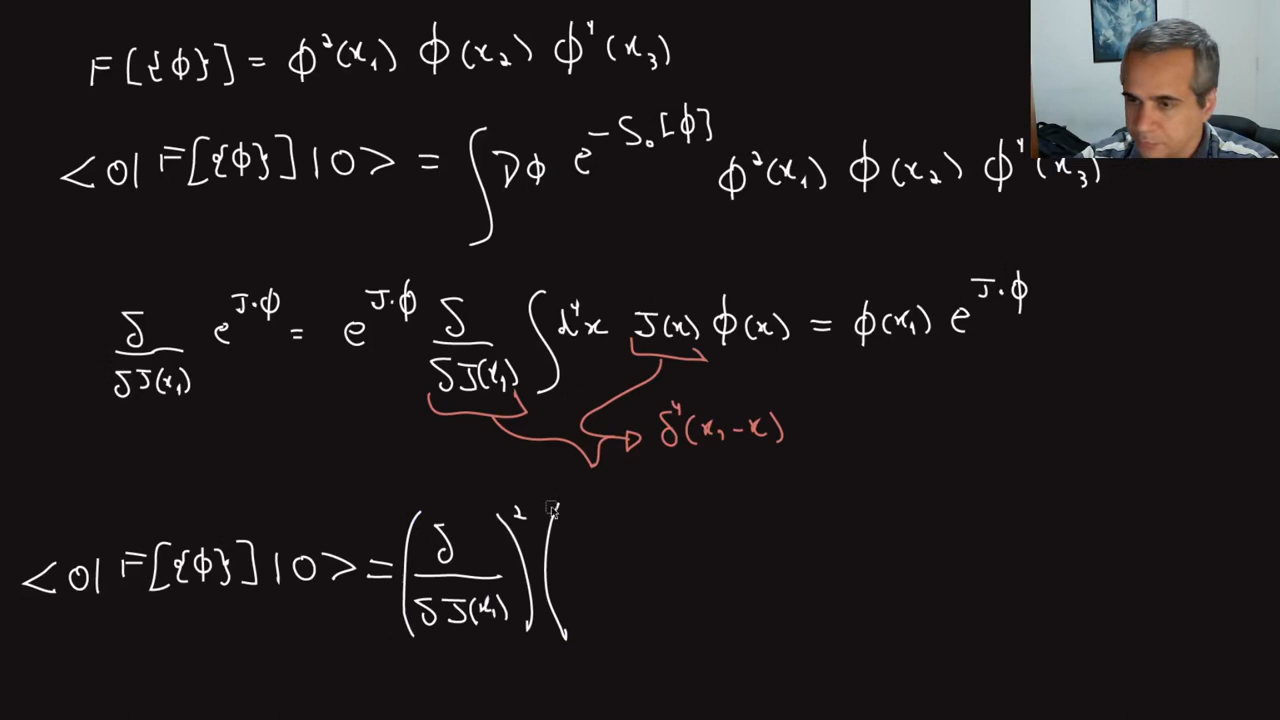 F[{ϕ}] = ϕ²(x₁) ϕ(x₂) ϕ⁴(x₃)
<0| F[{ϕ}] |0> = ∫ Dϕ e^{-S₀[ϕ]} ϕ²(x₁) ϕ(x₂) ϕ⁴(x₃)
δ/δJ(x₁) e^{J·ϕ} = e^{J·ϕ} δ/δJ(x₁) ∫ d⁴x J(x) ϕ(x) = ϕ(x₁) e^{J·ϕ}
δ⁴(x₁-x)
<0| F[{ϕ}] |0> = (δ/δJ(x₁))² (